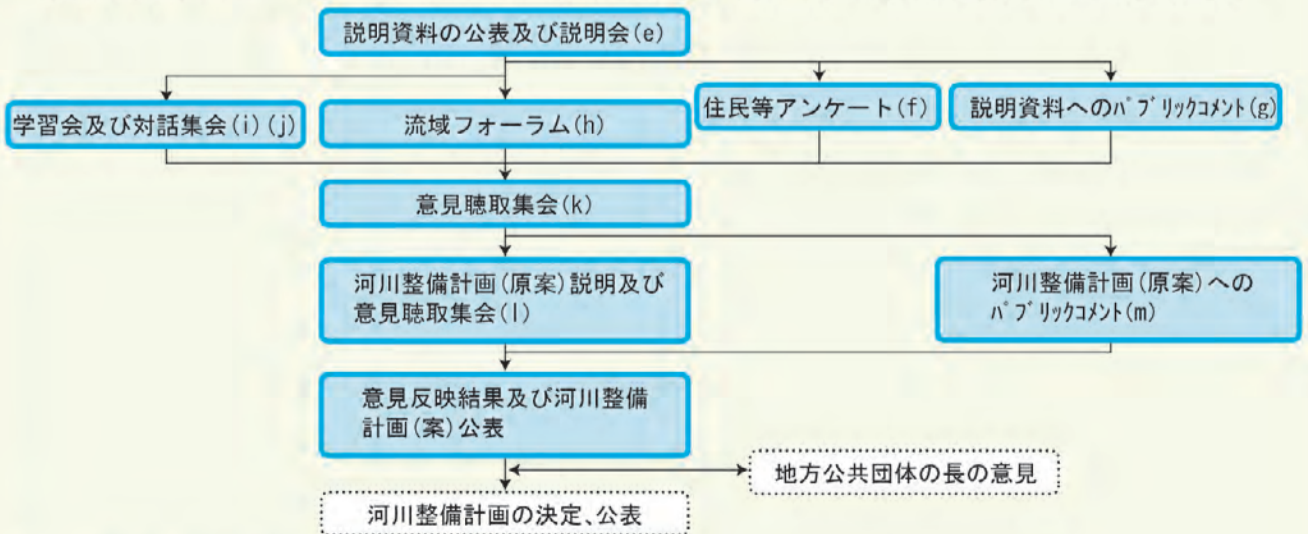 説明資料の公表及び説明会(e)
学習会及び対話集会(i)(j)
流域フォーラム(h)
住民等アンケート(f)
説明資料へのパブリックコメント(g)
意見聴取集会(k)
河川整備計画(原案)説明及び
意見聴取集会(l)
河川整備計画(原案)への
パブリックコメント(m)
意見反映結果及び河川整備
計画(案)公表
地方公共団体の長の意見
河川整備計画の決定、公表